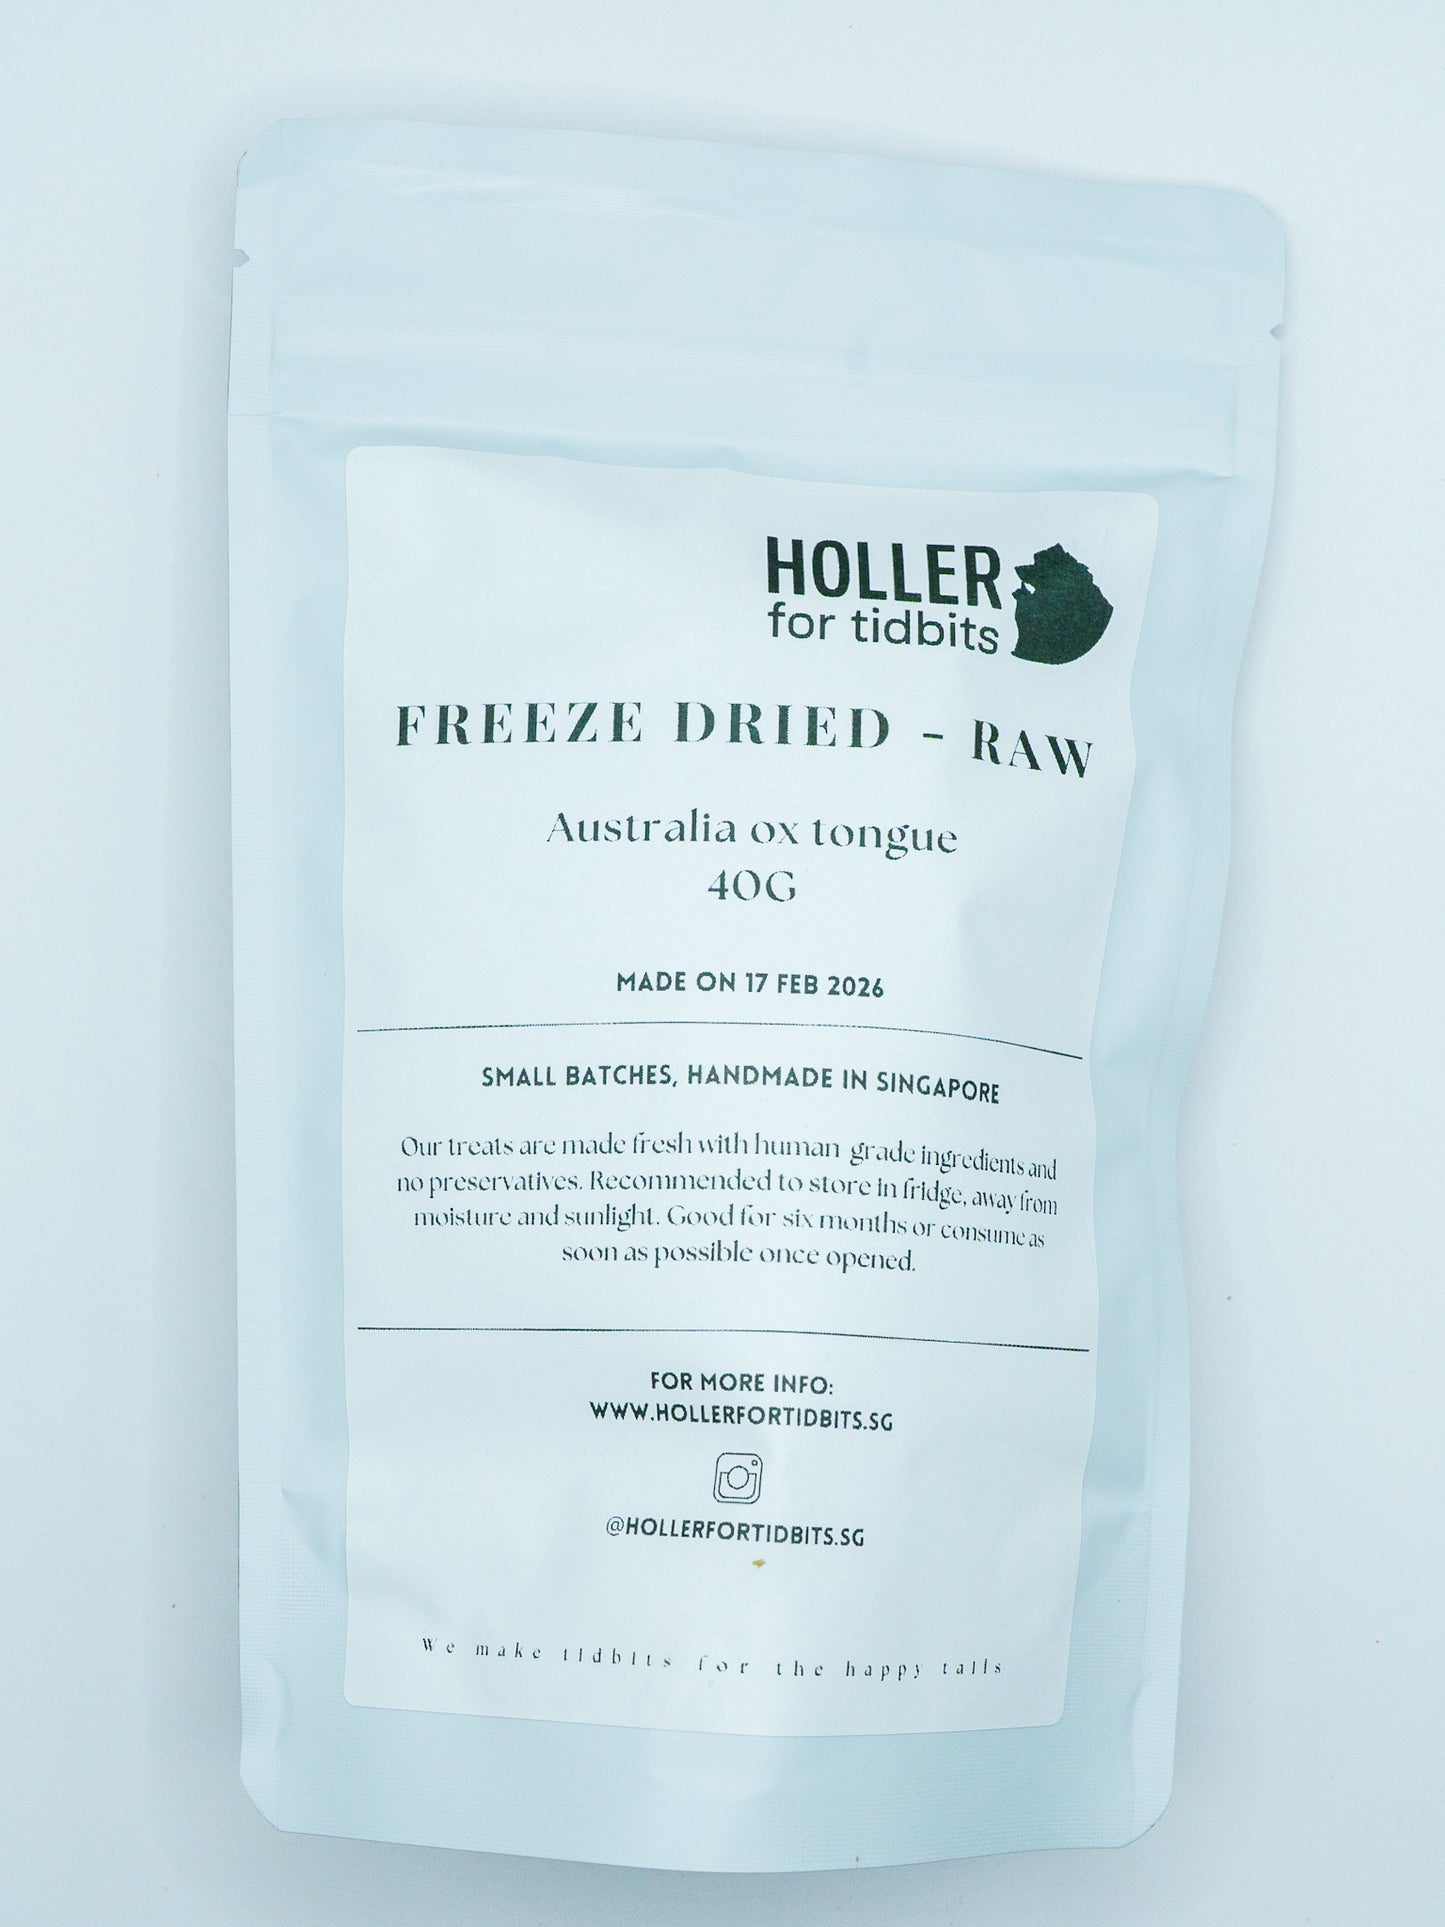 HOLLER
for tidbits
FREEZE DRIED - RAW
Australia ox tongue
40G
MADE ON 17 FEB 2026
SMALL BATCHES, HANDMADE IN SINGAPORE
Our treats are made fresh with human grade ingredients and
no preservatives. Recommended to store in fridge, away from
moisture and sunlight. Good for six months or consume as
soon as possible once opened.
FOR MORE INFO:
WWW.HOLLERFORTIDBITS.SG
@HOLLERFORTIDBITS.SG
We make tidbits for the happy tails